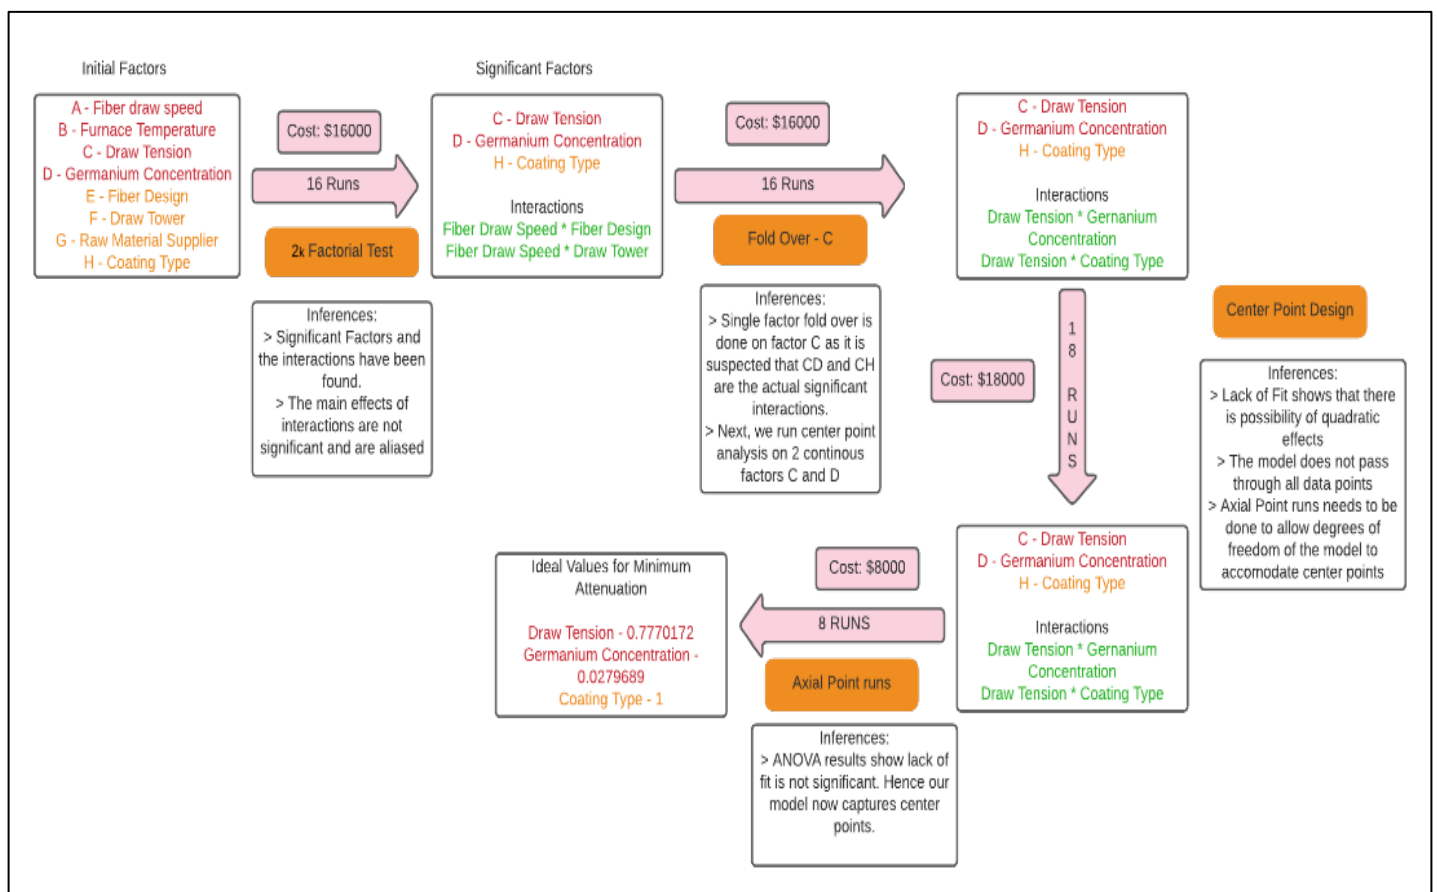 Initial Factors
A - Fiber draw speed
B - Furnace Temperature
C - Draw Tension
D - Germanium Concentration
E - Fiber Design
F - Draw Tower
G - Raw Material Supplier
H - Coating Type
Cost: $16000
16 Runs
2k Factorial Test
Inferences:
> Significant Factors and
the interactions have been
found.
> The main effects of
interactions are not
significant and are aliased
Significant Factors
C - Draw Tension
D - Germanium Concentration
H - Coating Type
Interactions
Fiber Draw Speed * Fiber Design
Fiber Draw Speed * Draw Tower
Cost: $16000
16 Runs
Fold Over - C
Inferences:
> Single factor fold over is
done on factor C as it is
suspected that CD and CH
are the actual significant
interactions.
> Next, we run center point
analysis on 2 continous
factors C and D
C - Draw Tension
D - Germanium Concentration
H - Coating Type
Interactions
Draw Tension * Gernanium
Concentration
Draw Tension * Coating Type
Cost: $18000
1
8
R
U
N
S
Center Point Design
Inferences:
> Lack of Fit shows that there
is possibility of quadratic
effects
> The model does not pass
through all data points
> Axial Point runs needs to be
done to allow degrees of
freedom of the model to
accomodate center points
C - Draw Tension
D - Germanium Concentration
H - Coating Type
Interactions
Draw Tension * Gernanium
Concentration
Draw Tension * Coating Type
Cost: $8000
8 RUNS
Axial Point runs
Inferences:
> ANOVA results show lack of
fit is not significant. Hence our
model now captures center
points.
Ideal Values for Minimum
Attenuation
Draw Tension - 0.7770172
Germanium Concentration -
0.0279689
Coating Type - 1